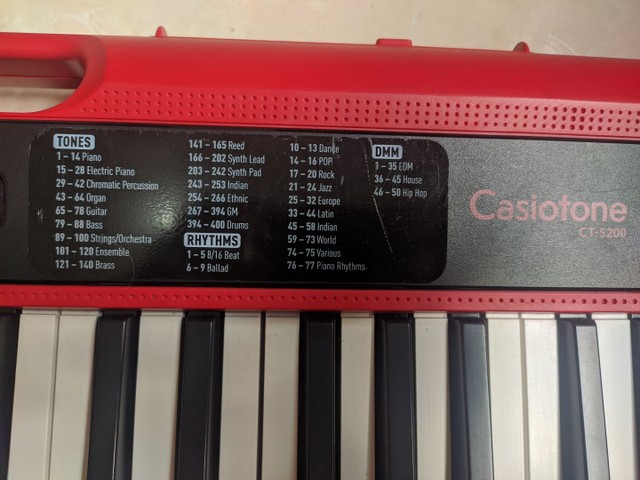 TONES
1 - 14 Piano
15 - 28 Electric Piano
29 - 42 Chromatic Percussion
43 - 64 Organ
65 - 78 Guitar
79 - 88 Bass
89 - 100 Strings/Orchestra
101 - 120 Ensemble
121 - 140 Brass
141 - 165 Reed
166 - 202 Synth Lead
203 - 242 Synth Pad
243 - 253 Indian
254 - 266 Ethnic
267 - 394 GM
394 - 400 Drums
RHYTHMS
1 - 5 8/16 Beat
6 - 9 Ballad
10 - 13 Dance
14 - 16 POP
17 - 20 Rock
21 - 24 Jazz
25 - 32 Europe
33 - 44 Latin
45 - 58 Indian
59 - 73 World
74 - 75 Various
76 - 77 Piano Rhythms
DMM
1 - 35 EDM
36 - 45 House
46 - 50 Hip Hop
Casiotone
CT-S200